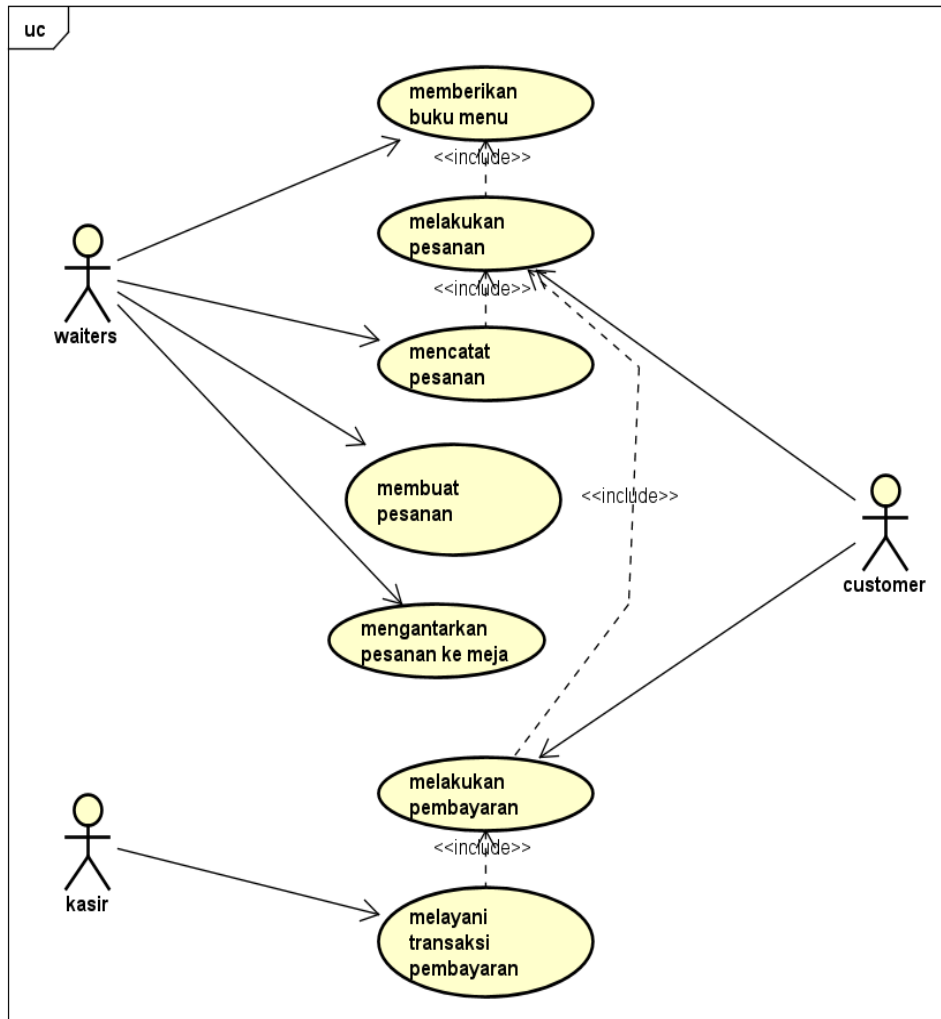 uc
memberikan
buku menu
<<include>>
melakukan
pesanan
<<include>>
waiters
mencatat
pesanan
membuat
pesanan
<<include>>
customer
mengantarkan
pesanan ke meja
melakukan
pembayaran
<<include>>
kasir
melayani
transaksi
pembayaran